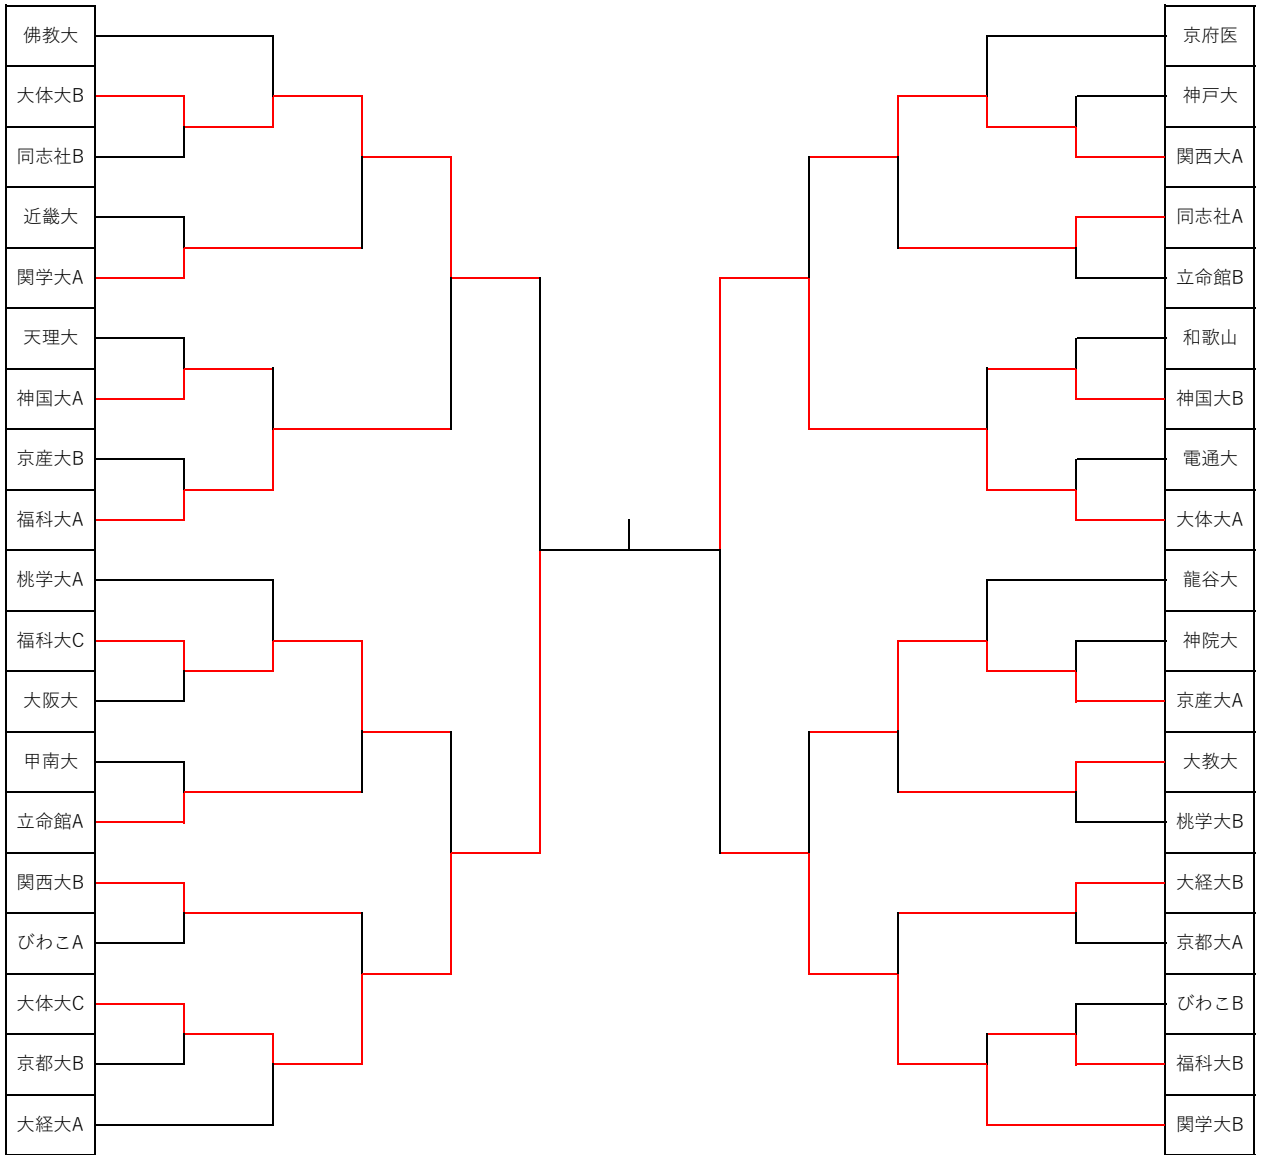 佛教大
大体大B
同志社B
近畿大
関学大A
天理大
神国大A
京産大B
福科大A
桃学大A
福科大C
大阪大
甲南大
立命館A
関西大B
びわこA
大体大C
京都大B
大経大A
京府医
神戸大
関西大A
同志社A
立命館B
和歌山
神国大B
電通大
大体大A
龍谷大
神院大
京産大A
大教大
桃学大B
大経大B
京都大A
びわこB
福科大B
関学大B